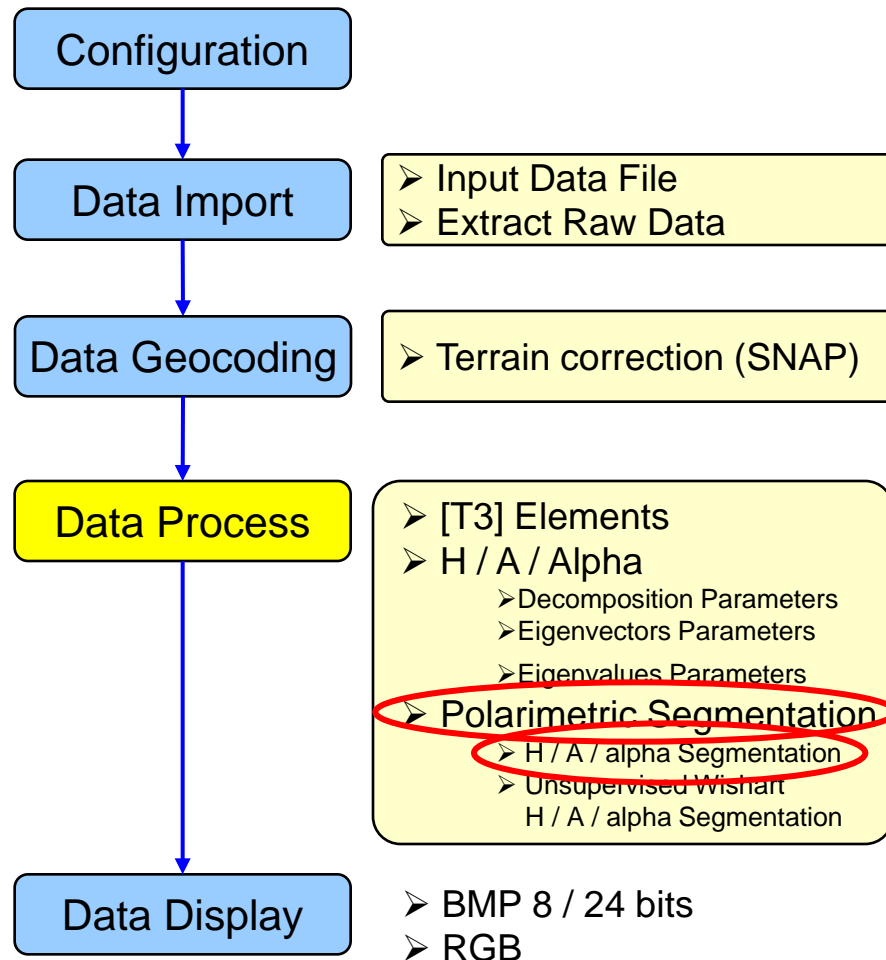 Configuration
Data Import
➢ Input Data File
➢ Extract Raw Data
Data Geocoding
➢ Terrain correction (SNAP)
Data Process
➢ [T3] Elements
➢ H / A / Alpha
➢Decomposition Parameters
➢Eigenvectors Parameters
➢Eigenvalues Parameters
➢ Polarimetric Segmentation
➢ H / A / alpha Segmentation
➢ Unsupervised Wishart
H / A / alpha Segmentation
Data Display
➢ BMP 8 / 24 bits
➢ RGB